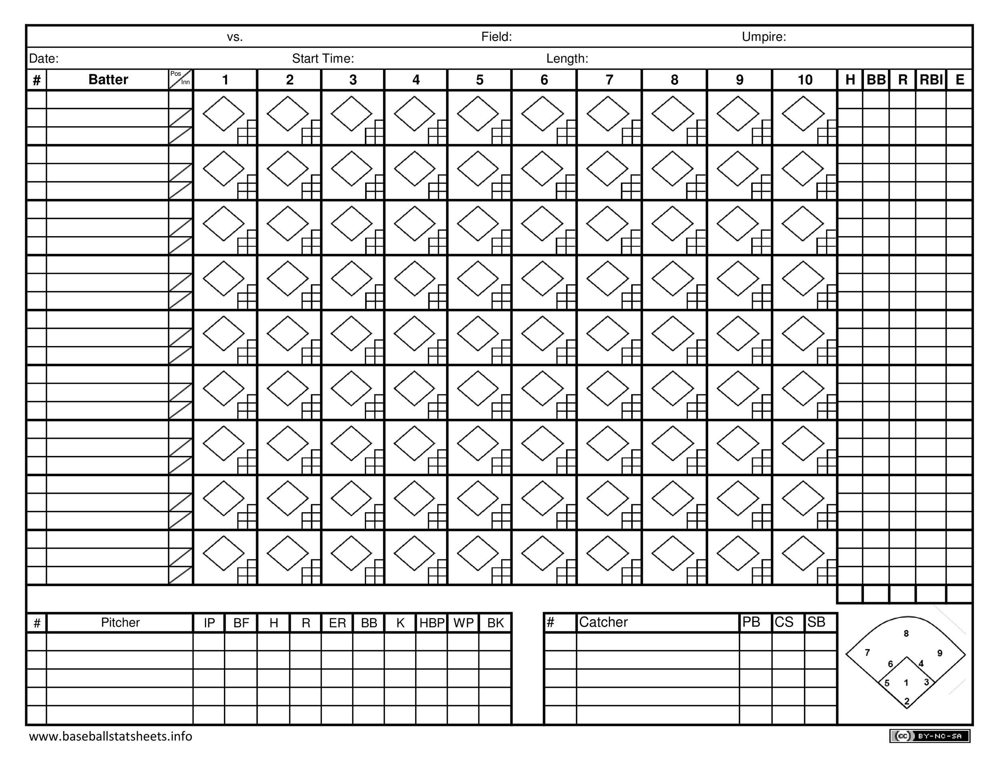 vs. Field: Umpire:
Date: Start Time: Length:
# Batter Pos Inn 1 2 3 4 5 6 7 8 9 10 H BB R RBI E
# Pitcher IP BF H R ER BB K HBP WP BK # Catcher PB CS SB
8
7 9
6 4
5 1 3
2
www.baseballstatsheets.info (cc) BY-NC-SA